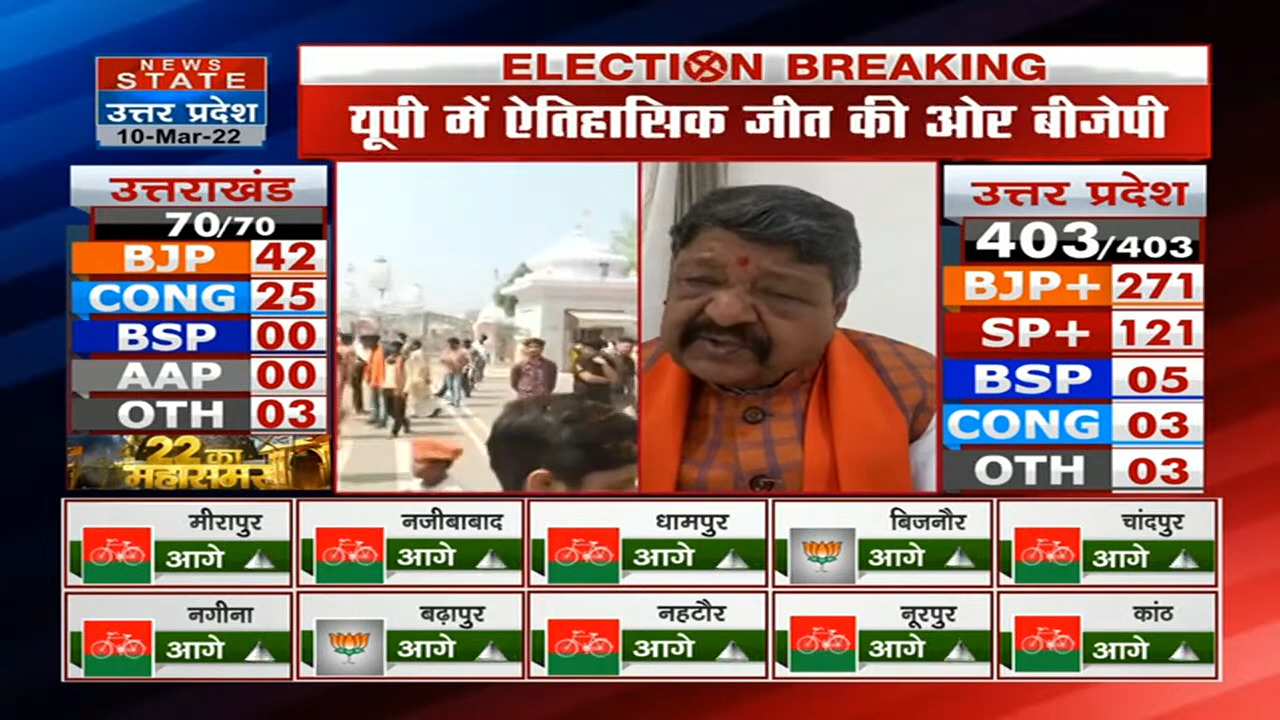 NEWS
STATE
उत्तर प्रदेश
10-Mar-22
ELECTION BREAKING
यूपी में ऐतिहासिक जीत की ओर बीजेपी
उत्तराखंड
70/70
BJP 42
CONG 25
BSP 00
AAP 00
OTH 03
22 का
महासमर
उत्तर प्रदेश
403/403
BJP+ 271
SP+ 121
BSP 05
CONG 03
OTH 03
मीरापुर
आगे
नजीबाबाद
आगे
धामपुर
आगे
बिजनौर
आगे
चांदपुर
आगे
नगीना
आगे
बढ़ापुर
आगे
नहटौर
आगे
नूरपुर
आगे
कांठ
आगे